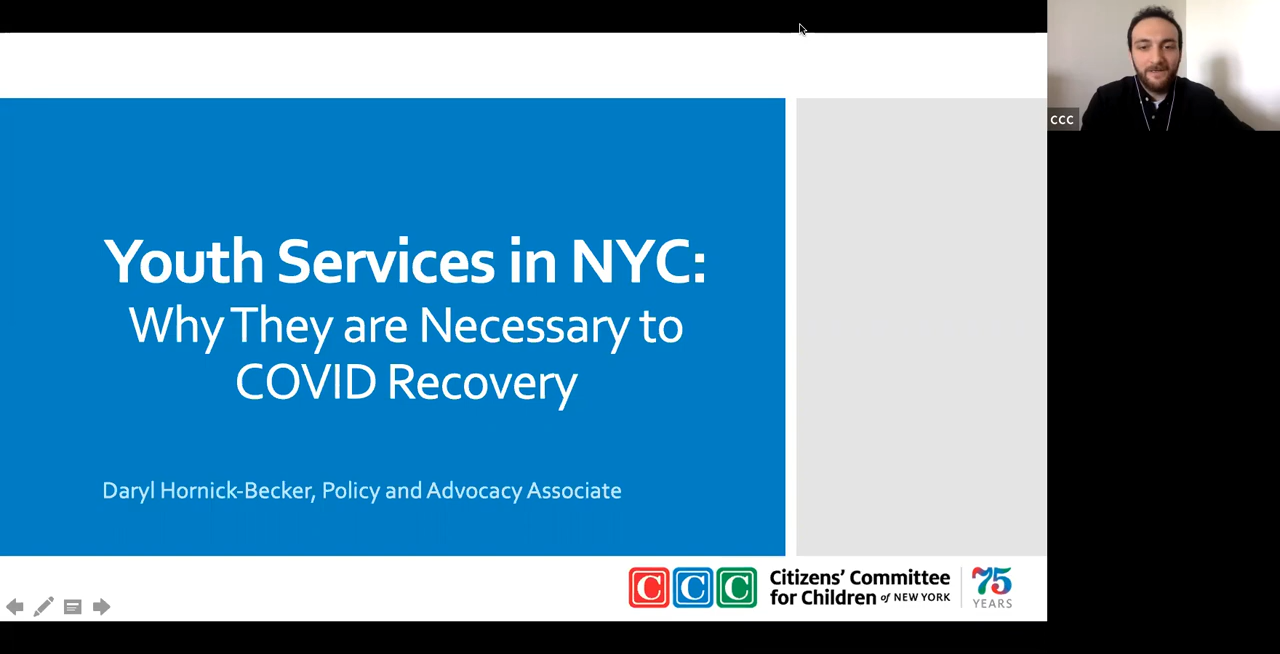 Youth Services in NYC:
Why They are Necessary to
COVID Recovery
Daryl Hornick-Becker, Policy and Advocacy Associate
C C C
Citizens' Committee
for Children of NEW YORK
75
YEARS
CCC